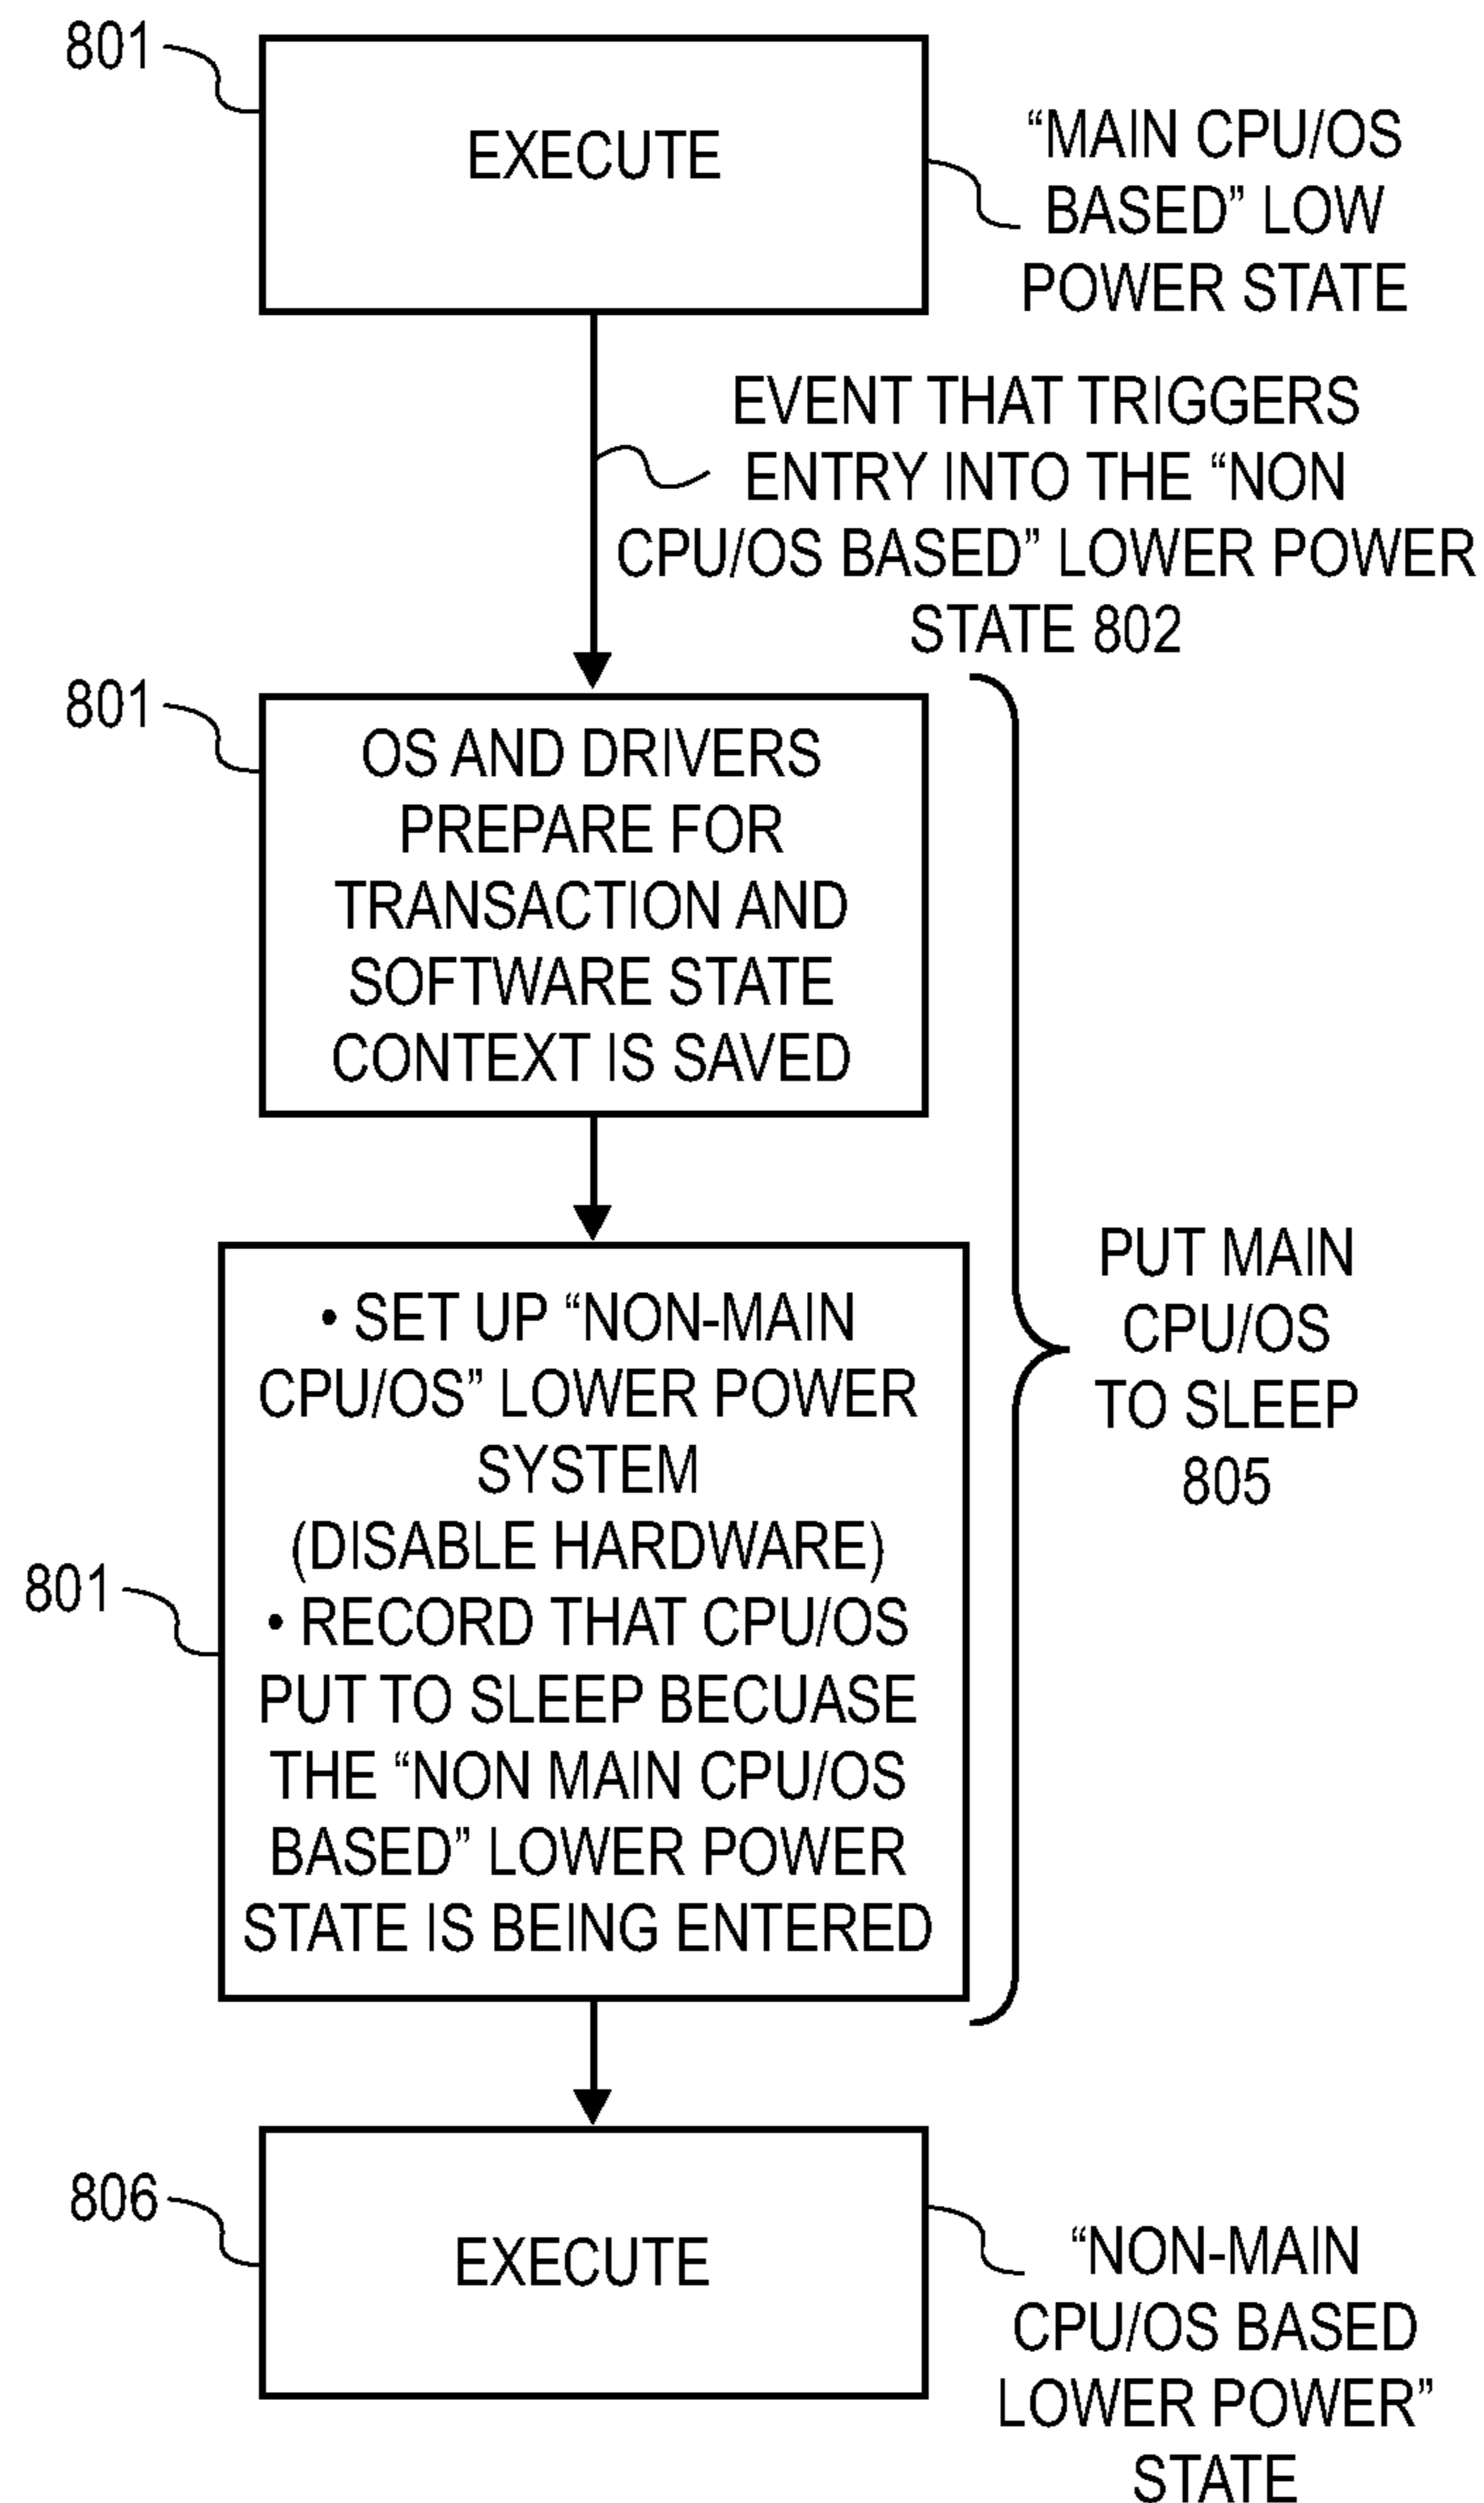 801
EXECUTE
“MAIN CPU/OS
BASED” LOW
POWER STATE
EVENT THAT TRIGGERS
ENTRY INTO THE “NON
CPU/OS BASED” LOWER POWER
STATE 802
801
OS AND DRIVERS
PREPARE FOR
TRANSACTION AND
SOFTWARE STATE
CONTEXT IS SAVED
801
• SET UP “NON-MAIN
CPU/OS” LOWER POWER
SYSTEM
(DISABLE HARDWARE)
• RECORD THAT CPU/OS
PUT TO SLEEP BECUASE
THE “NON MAIN CPU/OS
BASED” LOWER POWER
STATE IS BEING ENTERED
PUT MAIN
CPU/OS
TO SLEEP
805
806
EXECUTE
“NON-MAIN
CPU/OS BASED
LOWER POWER”
STATE